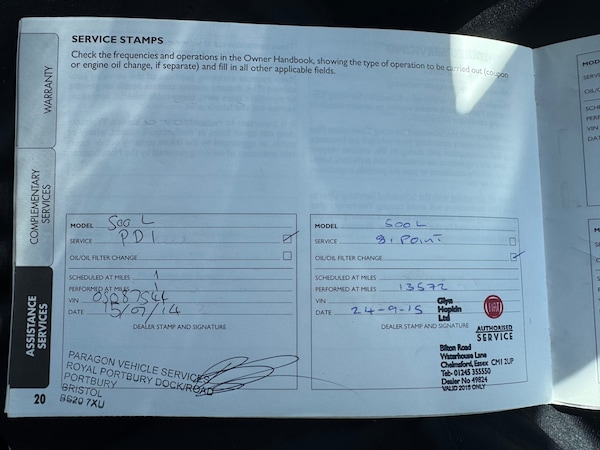 SERVICE STAMPS
Check the frequencies and operations in the Owner Handbook, showing the type of operation to be carried out (coupon
or engine oil change, if separate) and fill in all other applicable fields.
WARRANTY
COMPLEMENTARY
SERVICES
ASSISTANCE
SERVICES
MODEL 500 L
SERVICE PDI
OIL/OIL FILTER CHANGE
SCHEDULED AT MILES
PERFORMED AT MILES
VIN
DATE 15/07/14
DEALER STAMP AND SIGNATURE
PARAGON VEHICLE SERVICES
ROYAL PORTBURY DOCK/ROAD
PORTBURY
BRISTOL
BS20 7XU
MODEL 500L
SERVICE
OIL/OIL FILTER CHANGE
SCHEDULED AT MILES
PERFORMED AT MILES 13572
VIN
DATE 24-9-15
DEALER STAMP AND SIGNATURE
Glyn
Hopkin
Ltd
FIAT
AUTHORISED
SERVICE
Bilton Road
Waterhouse Lane
Chelmsford, Essex CM1 2UP
Tel: 01245 355550
Dealer No 49824
VALID 2015 ONLY
20